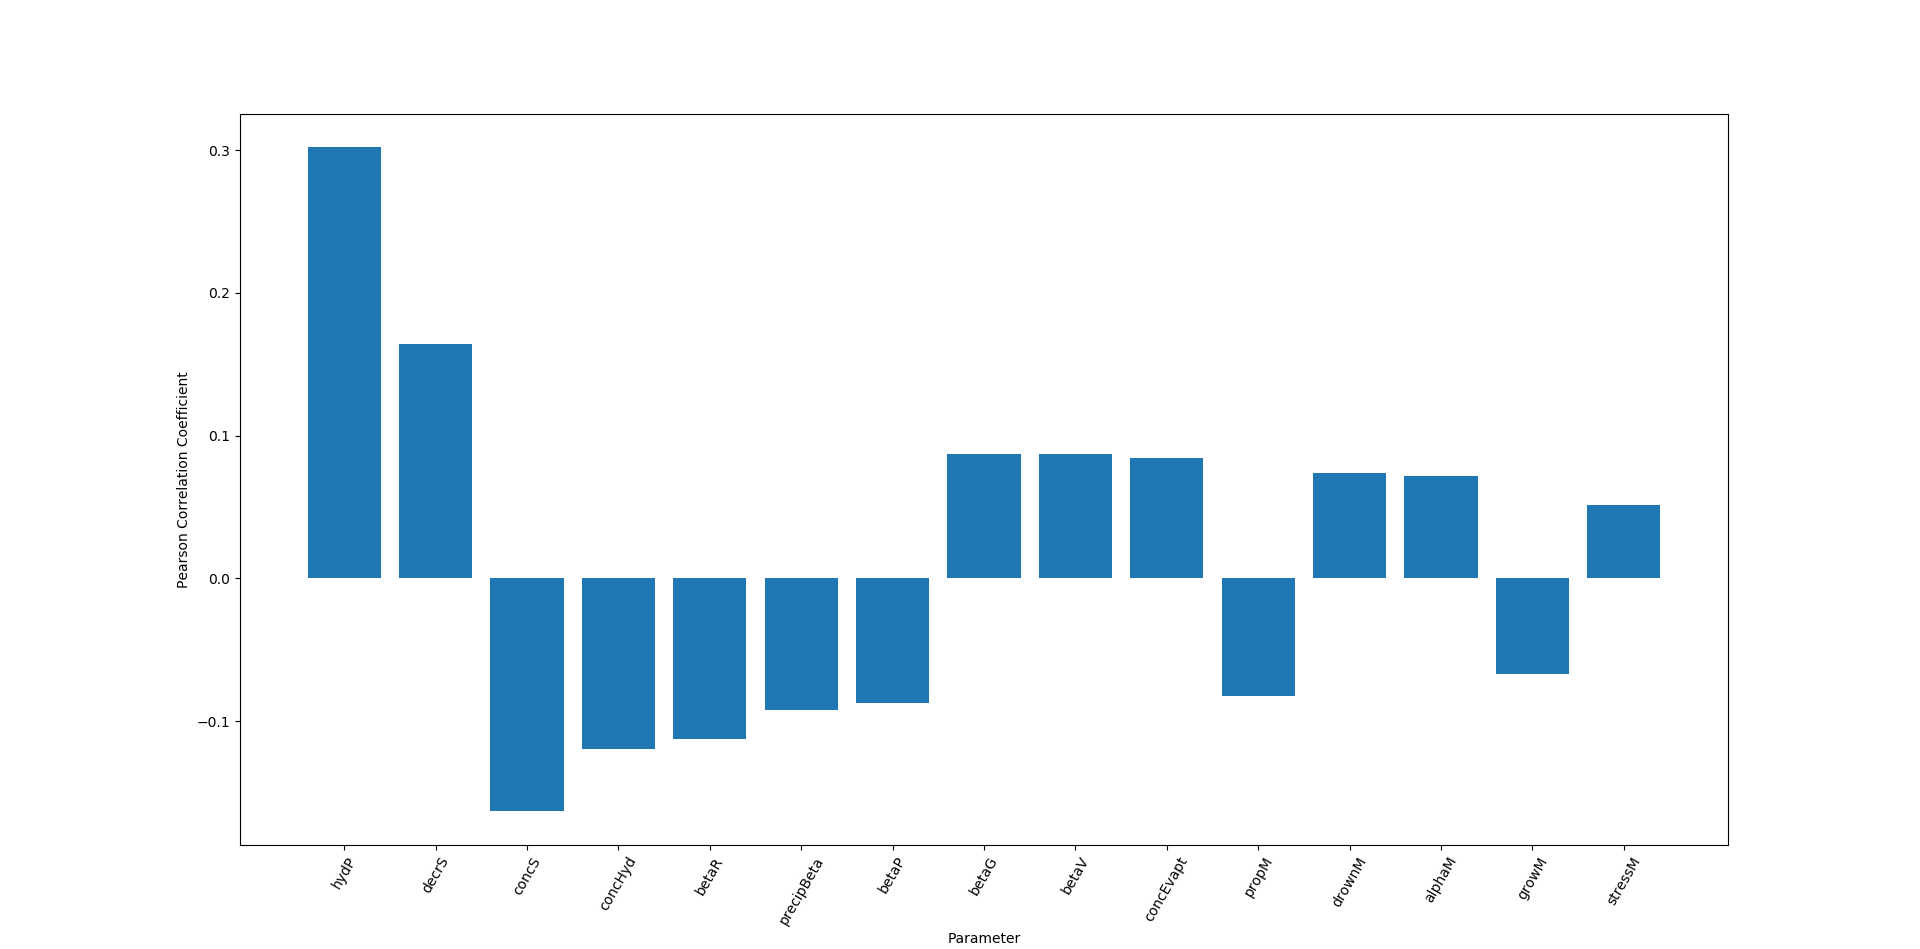 Pearson Correlation Coefficient
0.3
0.2
0.1
0.0
−0.1
hydP
decrS
concS
concHyd
betaR
precipBeta
betaP
betaG
betaV
concEvapt
propM
drownM
alphaM
growM
stressM
Parameter